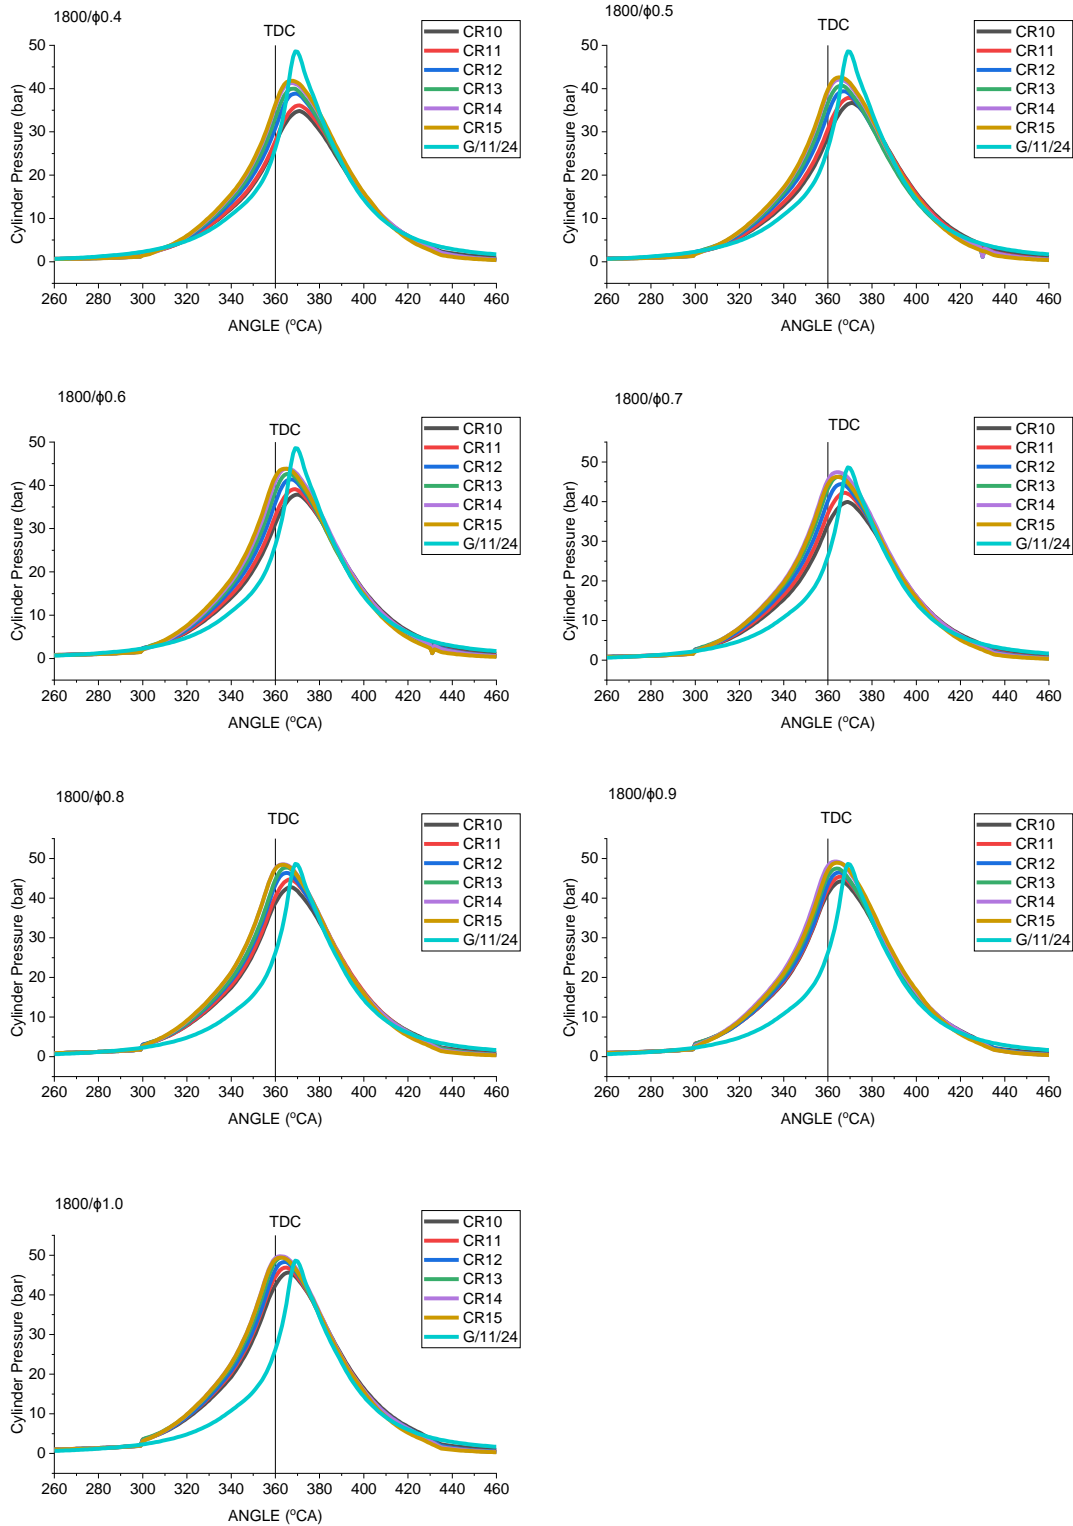 1800/ϕ0.4
TDC
CR10
CR11
CR12
CR13
CR14
CR15
G/11/24
Cylinder Pressure (bar)
50
40
30
20
10
0
260 280 300 320 340 360 380 400 420 440 460
ANGLE (°CA)
1800/ϕ0.5
TDC
CR10
CR11
CR12
CR13
CR14
CR15
G/11/24
Cylinder Pressure (bar)
50
40
30
20
10
0
260 280 300 320 340 360 380 400 420 440 460
ANGLE (°CA)
1800/ϕ0.6
TDC
CR10
CR11
CR12
CR13
CR14
CR15
G/11/24
Cylinder Pressure (bar)
50
40
30
20
10
0
260 280 300 320 340 360 380 400 420 440 460
ANGLE (°CA)
1800/ϕ0.7
TDC
CR10
CR11
CR12
CR13
CR14
CR15
G/11/24
Cylinder Pressure (bar)
50
40
30
20
10
0
260 280 300 320 340 360 380 400 420 440 460
ANGLE (°CA)
1800/ϕ0.8
TDC
CR10
CR11
CR12
CR13
CR14
CR15
G/11/24
Cylinder Pressure (bar)
50
40
30
20
10
0
260 280 300 320 340 360 380 400 420 440 460
ANGLE (°CA)
1800/ϕ0.9
TDC
CR10
CR11
CR12
CR13
CR14
CR15
G/11/24
Cylinder Pressure (bar)
50
40
30
20
10
0
260 280 300 320 340 360 380 400 420 440 460
ANGLE (°CA)
1800/ϕ1.0
TDC
CR10
CR11
CR12
CR13
CR14
CR15
G/11/24
Cylinder Pressure (bar)
50
40
30
20
10
0
260 280 300 320 340 360 380 400 420 440 460
ANGLE (°CA)